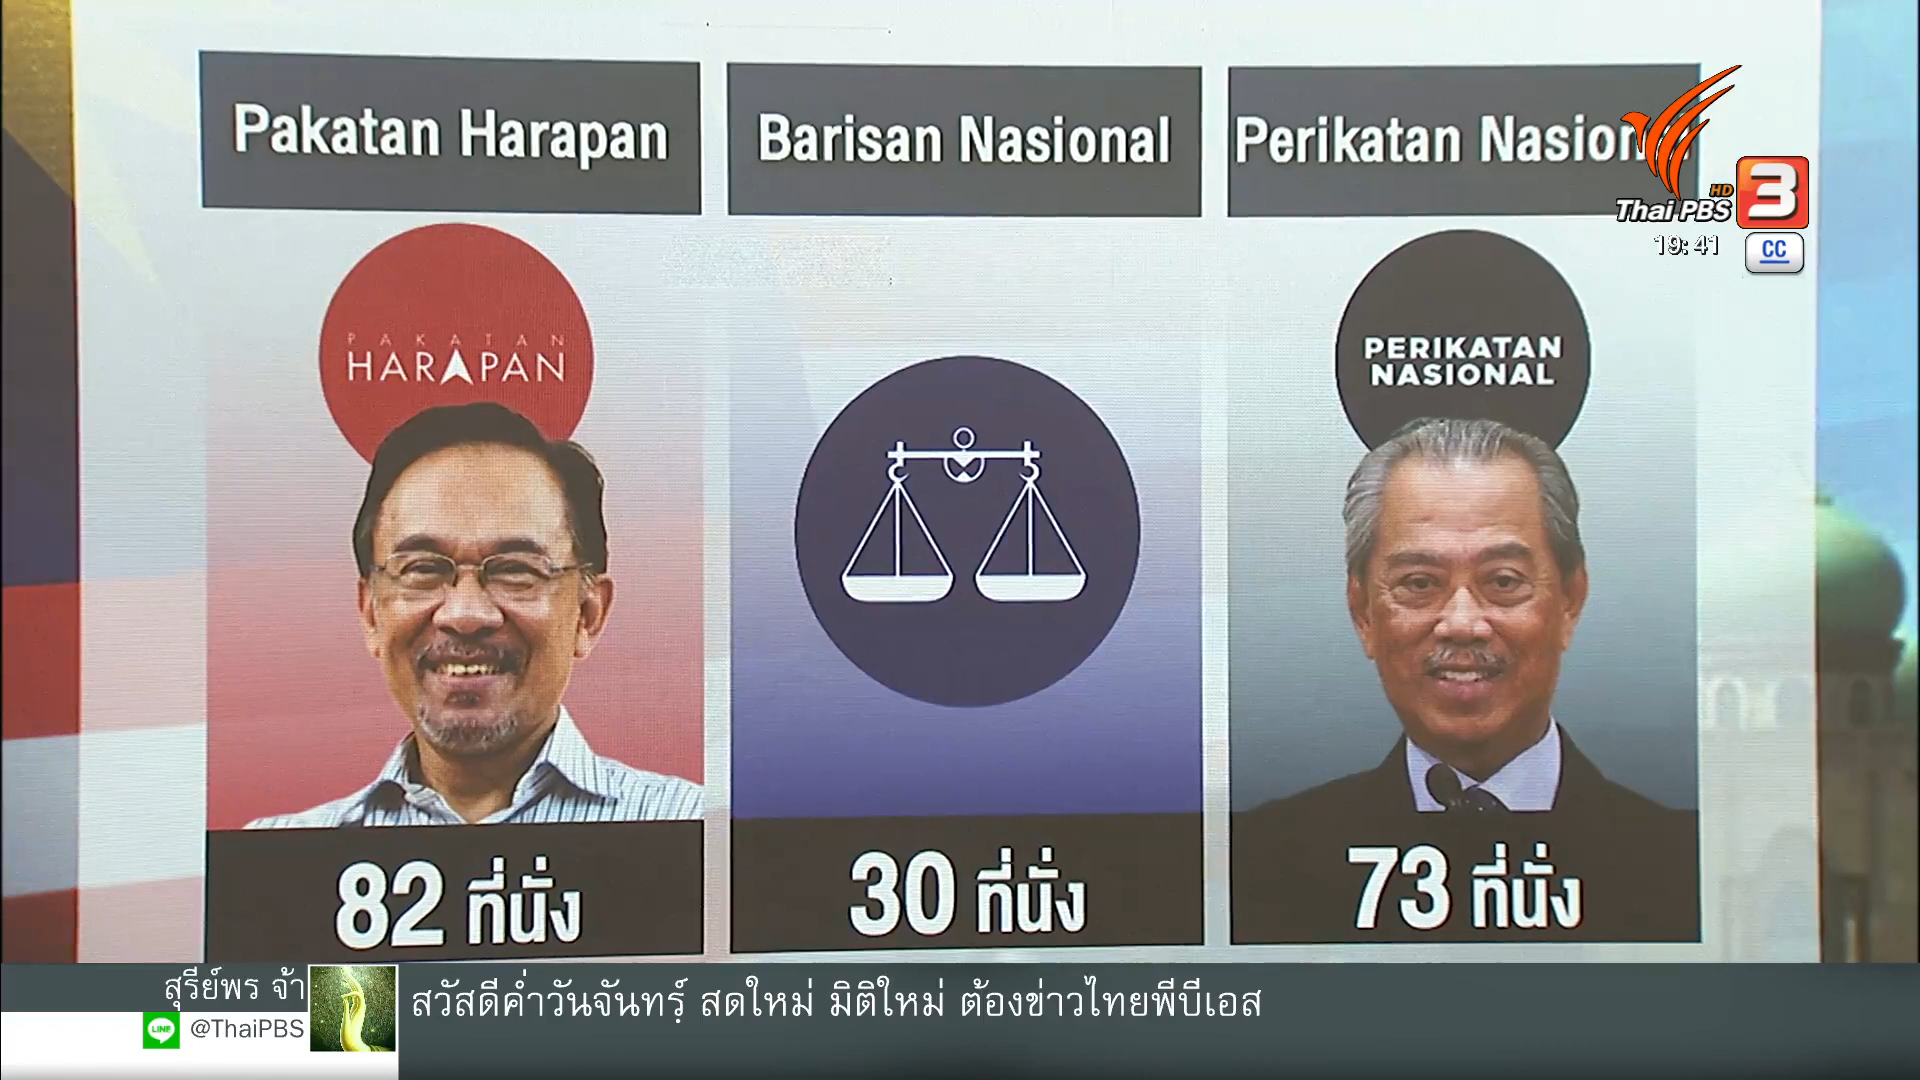 Pakatan Harapan
Barisan Nasional
Perikatan Nasional
Thai PBS
HD
3
19:41
CC
PAKATAN
HARAPAN
PERIKATAN
NASIONAL
82 ที่นั่ง
30 ที่นั่ง
73 ที่นั่ง
สุรีย์พร จ้า
LINE
@ThaiPBS
สวัสดีค่ำวันจันทร์ฺ สดใหม่ มิติใหม่ ต้องข่าวไทยพีบีเอส